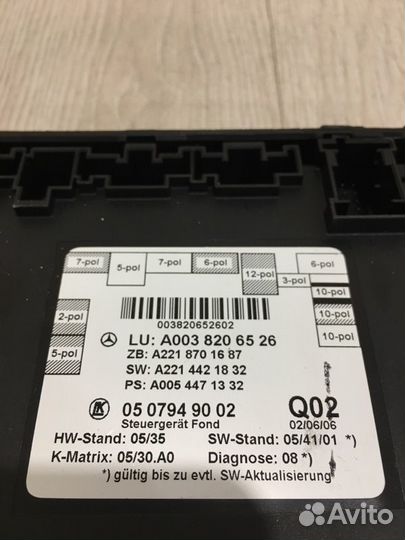 7-pol
5-pol
7-pol
6-pol
12-pol
3-pol
6-pol
10-pol
10-pol
10-pol
2-pol
5-pol
003820652602
LU: A003 820 65 26
ZB: A221 870 16 87
SW: A221 442 18 32
PS: A005 447 13 32
LK
05 0794 90 02
Q02
Steuergerät Fond
02/06/06
HW-Stand: 05/35
SW-Stand: 05/41/01 *)
K-Matrix: 05/30.A0
Diagnose: 08 *)
*) gültig bis zu evtl. SW-Aktualisierung
Avito